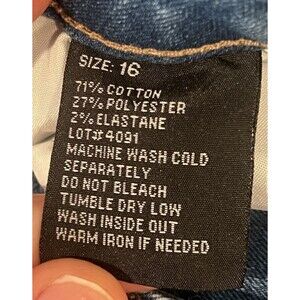 SIZE: 16
71% COTTON
27% POLYESTER
2% ELASTANE
LOT#4091
MACHINE WASH COLD
SEPARATELY
DO NOT BLEACH
TUMBLE DRY LOW
WASH INSIDE OUT
WARM IRON IF NEEDED